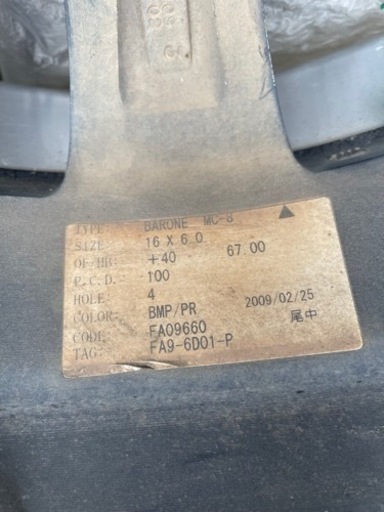 TYPE: BARONE MC-8 ▲
SIZE: 16 X 6.0
OF/HB: +40 67.00
P.C.D. 100
HOLE: 4
COLOR: BMP/PR 2009/02/25
CODE: FA09660 尾中
TAG: FA9-6D01-P